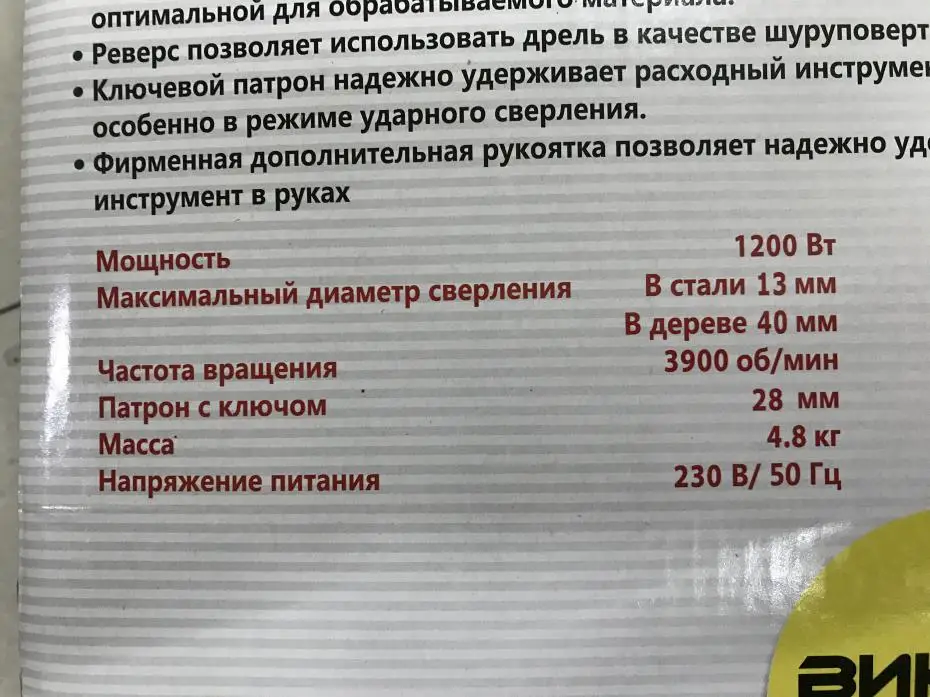 оптимальной для обрабатываемого материала.
• Реверс позволяет использовать дрель в качестве шуруповерт
• Ключевой патрон надежно удерживает расходный инструмен
особенно в режиме ударного сверления.
• Фирменная дополнительная рукоятка позволяет надежно уд
инструмент в руках
Мощность 1200 Вт
Максимальный диаметр сверления В стали 13 мм
В дереве 40 мм
Частота вращения 3900 об/мин
Патрон с ключом 28 мм
Масса 4.8 кг
Напряжение питания 230 В/ 50 Гц